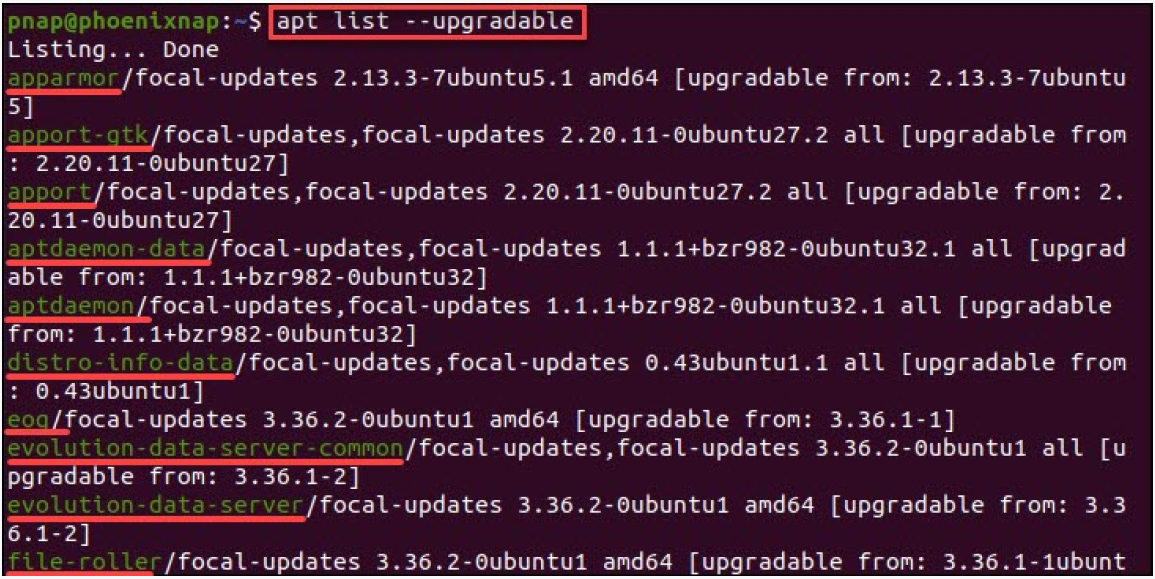 pnap@phoenixnap:~$ apt list --upgradable
Listing... Done
apparmor/focal-updates 2.13.3-7ubuntu5.1 amd64 [upgradable from: 2.13.3-7ubuntu
5]
apport-gtk/focal-updates,focal-updates 2.20.11-0ubuntu27.2 all [upgradable from
: 2.20.11-0ubuntu27]
apport/focal-updates,focal-updates 2.20.11-0ubuntu27.2 all [upgradable from: 2.
20.11-0ubuntu27]
aptdaemon-data/focal-updates,focal-updates 1.1.1+bzr982-0ubuntu32.1 all [upgrad
able from: 1.1.1+bzr982-0ubuntu32]
aptdaemon/focal-updates,focal-updates 1.1.1+bzr982-0ubuntu32.1 all [upgradable
from: 1.1.1+bzr982-0ubuntu32]
distro-info-data/focal-updates,focal-updates 0.43ubuntu1.1 all [upgradable from
: 0.43ubuntu1]
eog/focal-updates 3.36.2-0ubuntu1 amd64 [upgradable from: 3.36.1-1]
evolution-data-server-common/focal-updates,focal-updates 3.36.2-0ubuntu1 all [u
pgradable from: 3.36.1-2]
evolution-data-server/focal-updates 3.36.2-0ubuntu1 amd64 [upgradable from: 3.3
6.1-2]
file-roller/focal-updates 3.36.2-0ubuntu1 amd64 [upgradable from: 3.36.1-1ubunt